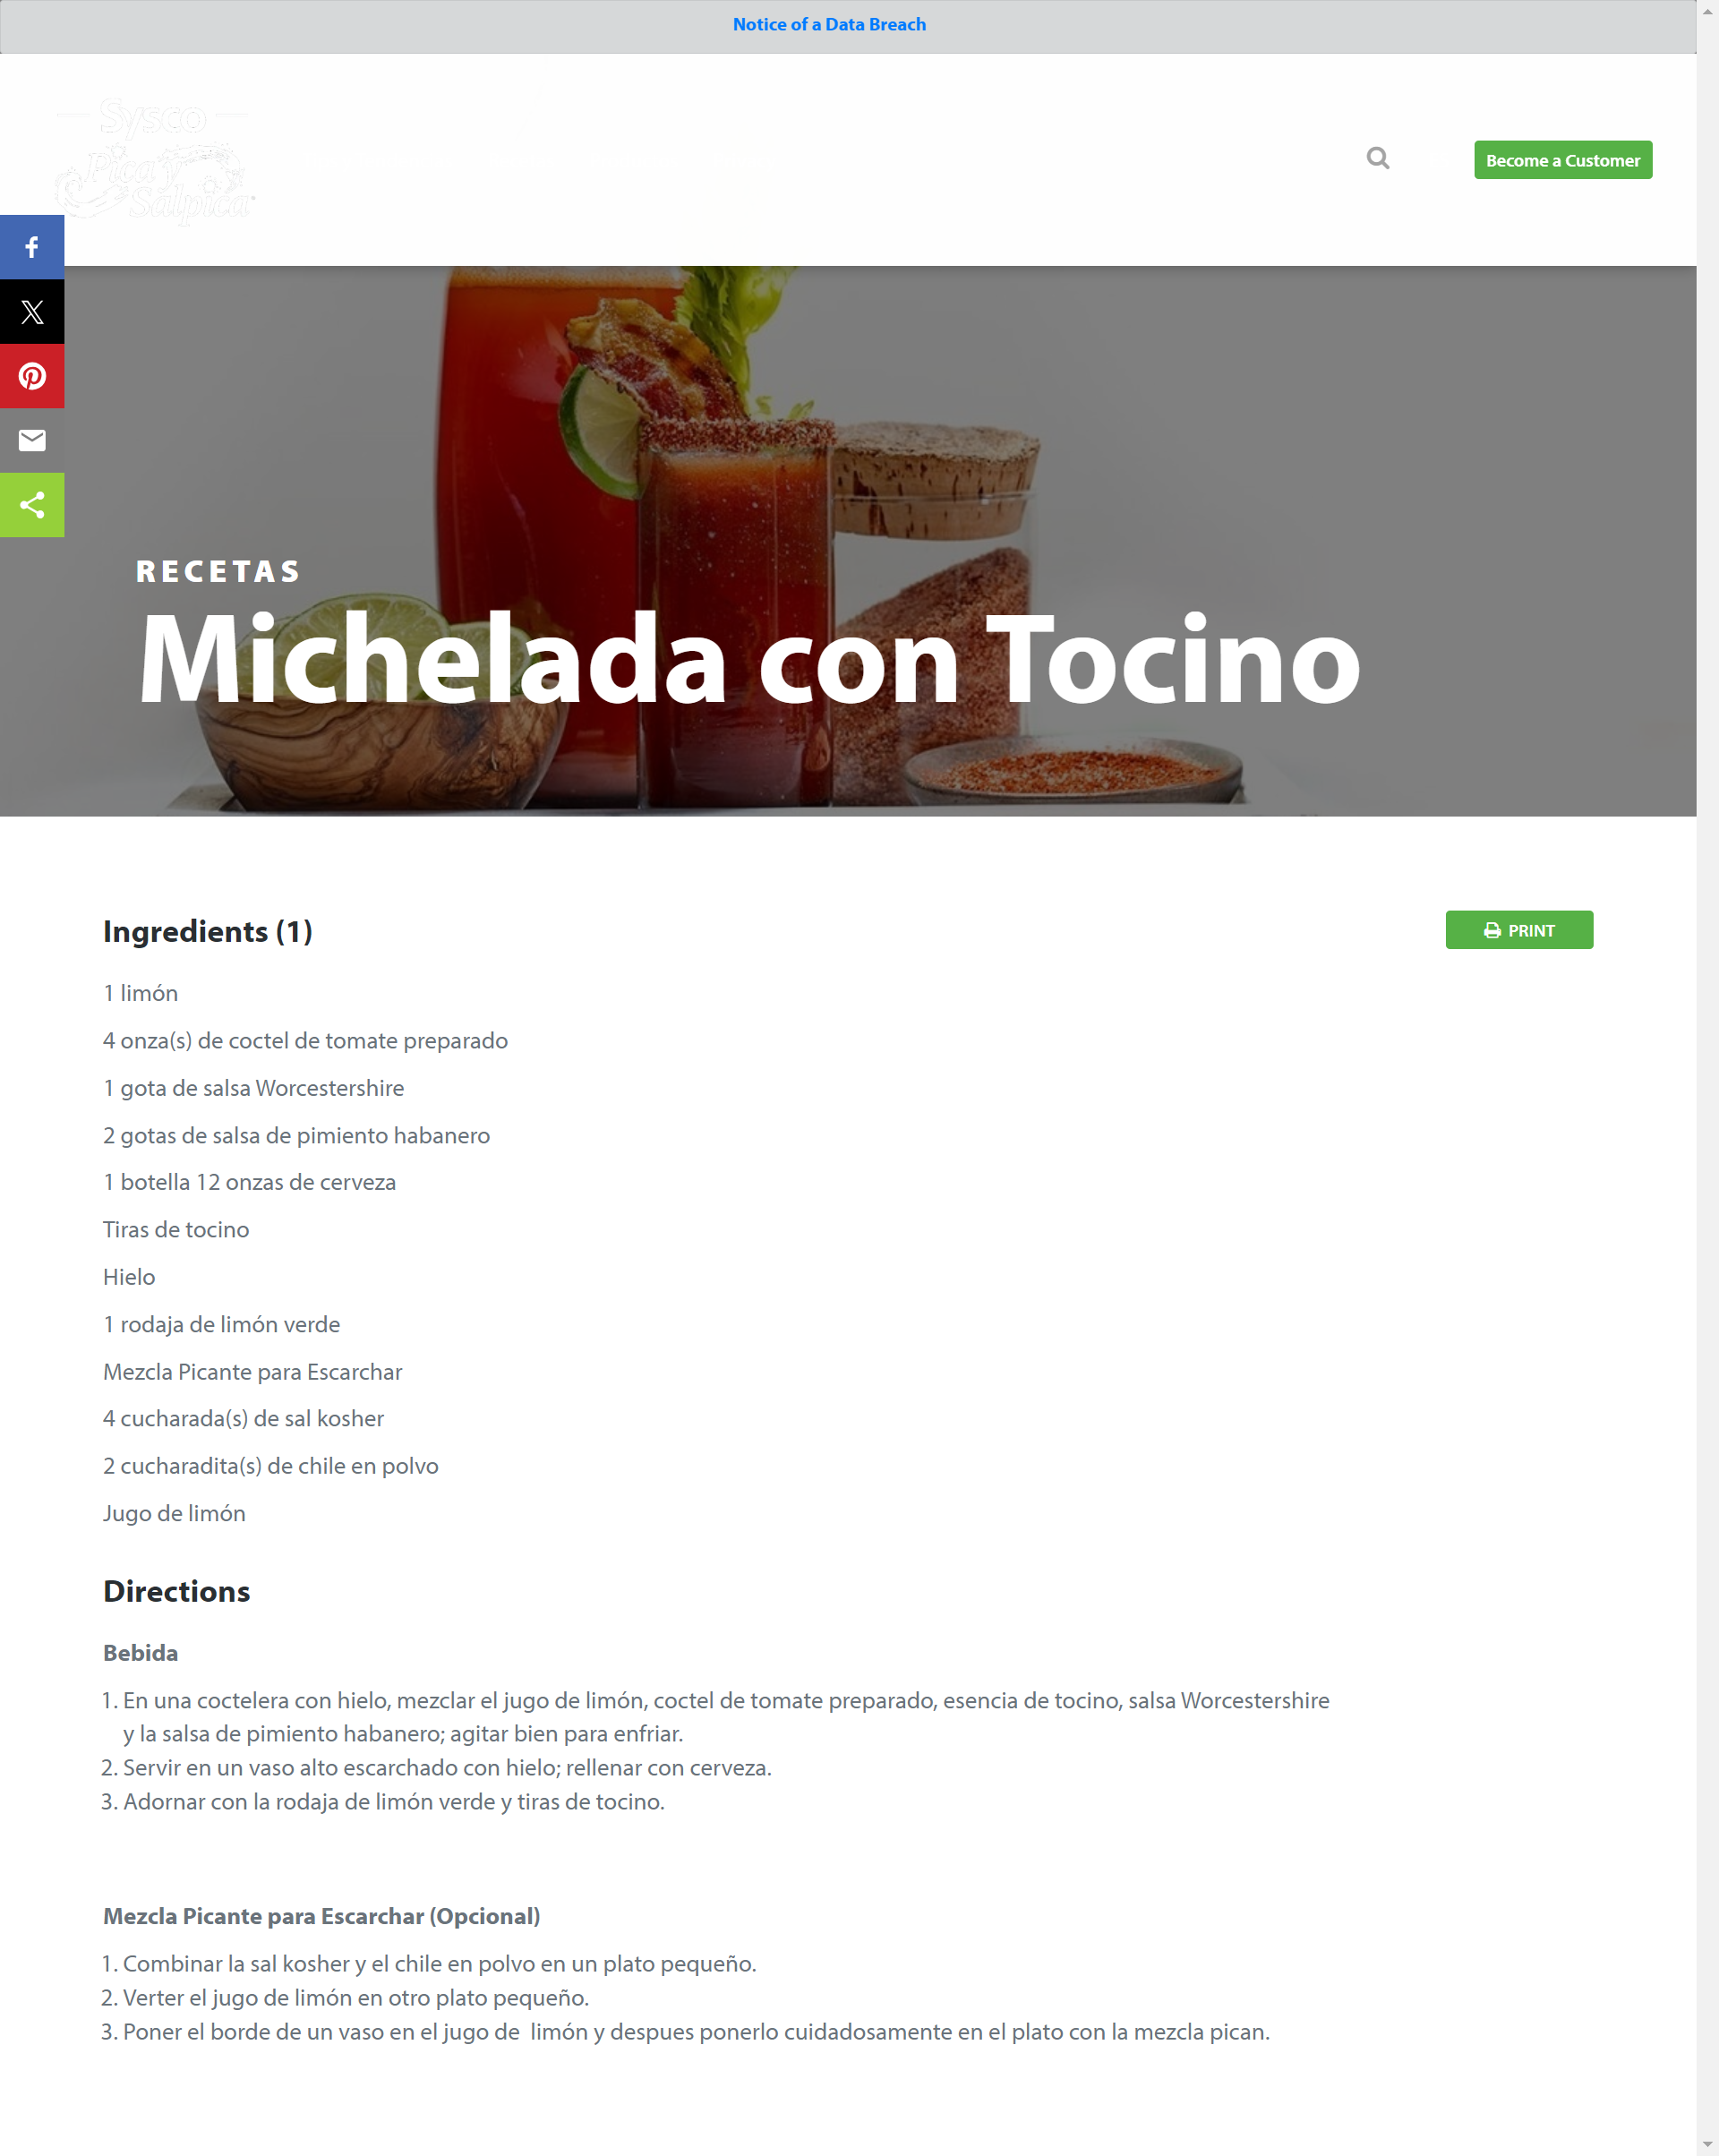 Notice of a Data Breach
Sysco
Pica y
Salpica
Become a Customer
RECETAS
Michelada con Tocino
Ingredients (1)
PRINT
1 limón
4 onza(s) de coctel de tomate preparado
1 gota de salsa Worcestershire
2 gotas de salsa de pimiento habanero
1 botella 12 onzas de cerveza
Tiras de tocino
Hielo
1 rodaja de limón verde
Mezcla Picante para Escarchar
4 cucharada(s) de sal kosher
2 cucharadita(s) de chile en polvo
Jugo de limón
Directions
Bebida
1. En una coctelera con hielo, mezclar el jugo de limón, coctel de tomate preparado, esencia de tocino, salsa Worcestershire
y la salsa de pimiento habanero; agitar bien para enfriar.
2. Servir en un vaso alto escarchado con hielo; rellenar con cerveza.
3. Adornar con la rodaja de limón verde y tiras de tocino.
Mezcla Picante para Escarchar (Opcional)
1. Combinar la sal kosher y el chile en polvo en un plato pequeño.
2. Verter el jugo de limón en otro plato pequeño.
3. Poner el borde de un vaso en el jugo de  limón y despues ponerlo cuidadosamente en el plato con la mezcla pican.